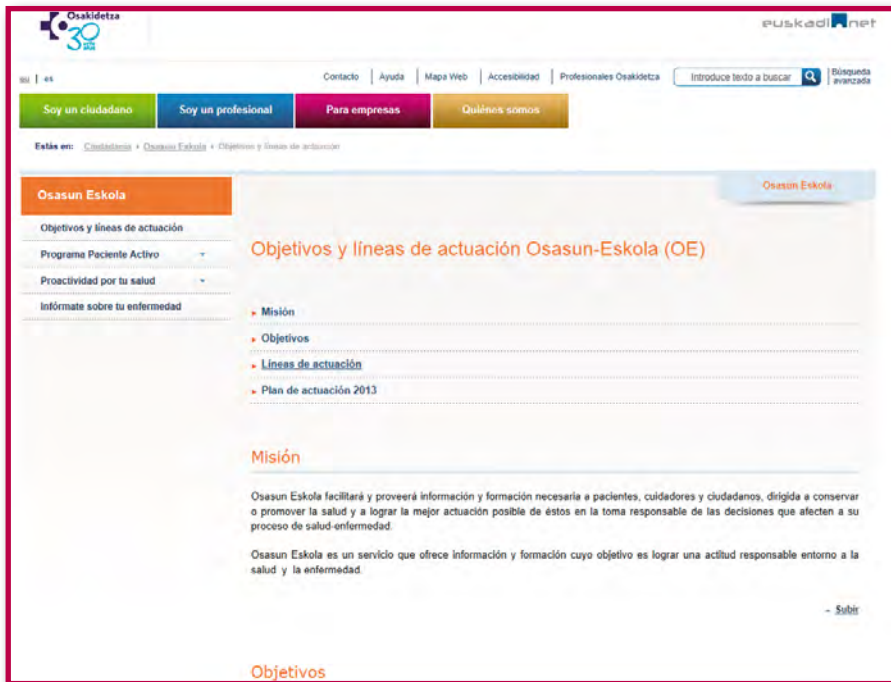 Osakidetza
30
euskadi.net
eu | es
Contacto | Ayuda | Mapa Web | Accesibilidad | Profesionales Osakidetza
Introduce texto a buscar
Búsqueda avanzada
Soy un ciudadano
Soy un profesional
Para empresas
Quiénes somos
Estás en: Ciudadanía › Osasun Eskola › Objetivos y líneas de actuación
Osasun Eskola
Objetivos y líneas de actuación
Programa Paciente Activo
Proactividad por tu salud
Infórmate sobre tu enfermedad
Osasun Eskola
Objetivos y líneas de actuación Osasun-Eskola (OE)
Misión
Objetivos
Líneas de actuación
Plan de actuación 2013
Misión
Osasun Eskola facilitará y proveerá información y formación necesaria a pacientes, cuidadores y ciudadanos, dirigida a conservar
o promover la salud y a lograr la mejor actuación posible de éstos en la toma responsable de las decisiones que afecten a su
proceso de salud-enfermedad.
Osasun Eskola es un servicio que ofrece información y formación cuyo objetivo es lograr una actitud responsable entorno a la
salud y la enfermedad.
Subir
Objetivos